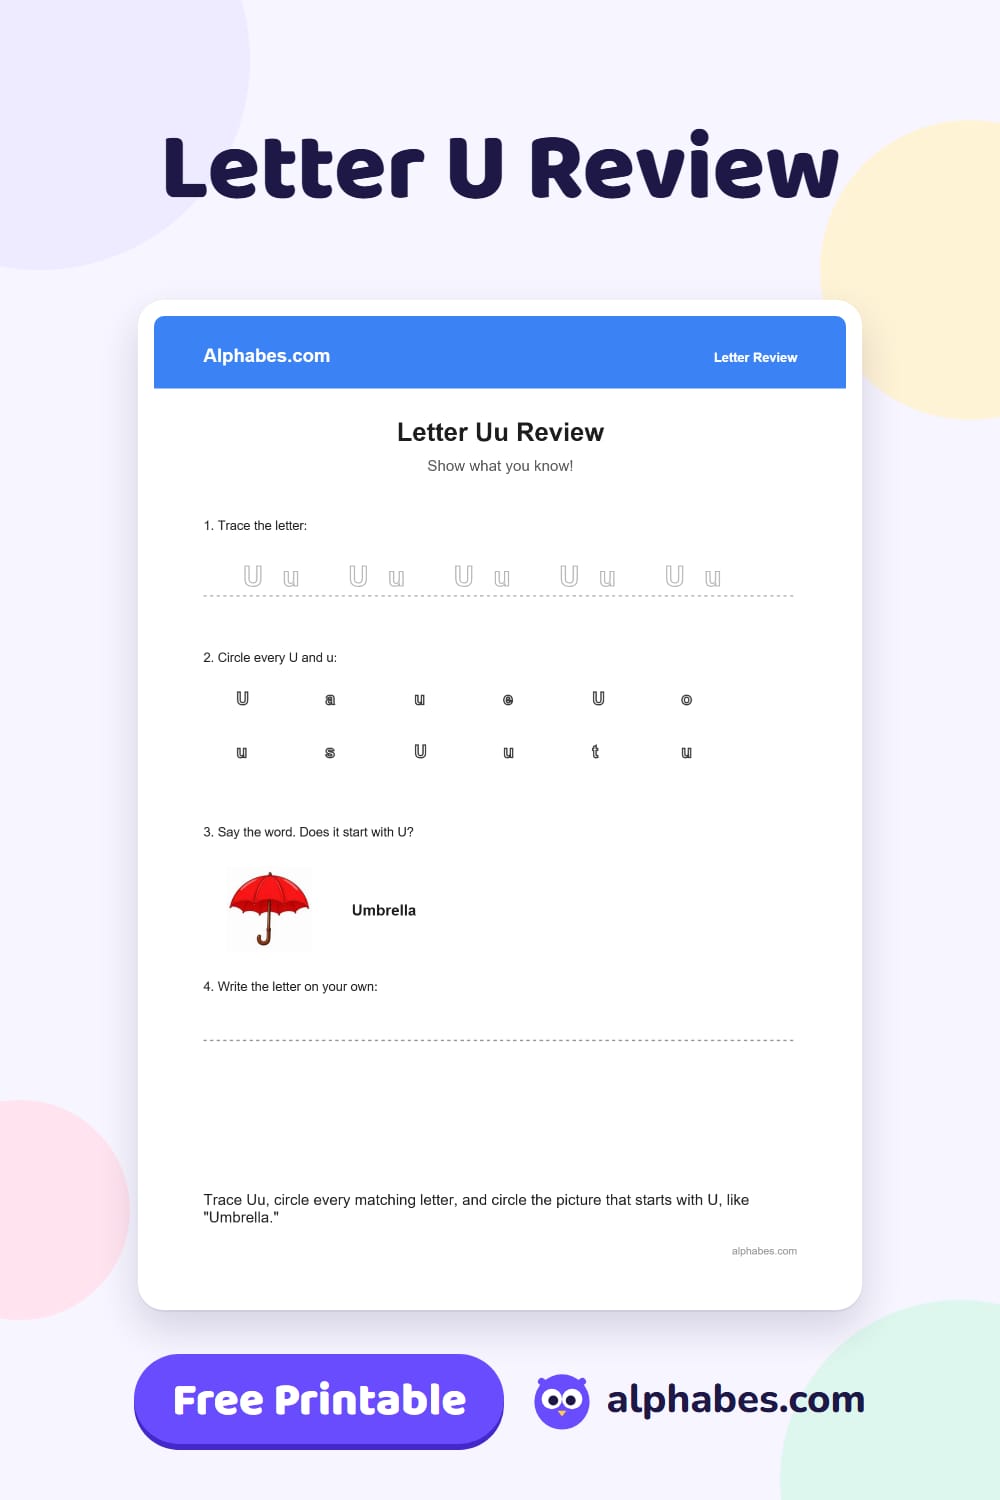 Letter U Review
Alphabes.com
Letter Review
Letter Uu Review
Show what you know!
1. Trace the letter:
U u U u U u U u U u
2. Circle every U and u:
U a u e U o
u s U u t u
3. Say the word. Does it start with U?
Umbrella
4. Write the letter on your own:
Trace Uu, circle every matching letter, and circle the picture that starts with U, like
"Umbrella."
alphabes.com
Free Printable
alphabes.com